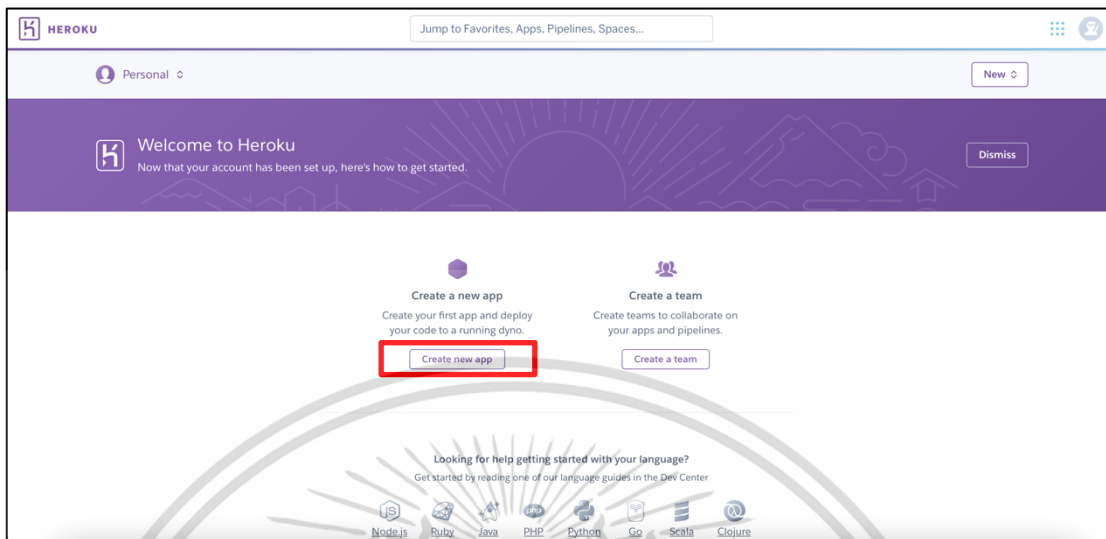 HEROKU
Jump to Favorites, Apps, Pipelines, Spaces...
Personal
New
Welcome to Heroku
Now that your account has been set up, here's how to get started.
Dismiss
Create a new app
Create your first app and deploy
your code to a running dyno.
Create new app
Create a team
Create teams to collaborate on
your apps and pipelines.
Create a team
Looking for help getting started with your language?
Get started by reading one of our language guides in the Dev Center
JS
php
Node.js Ruby Java PHP Python Go Scala Clojure